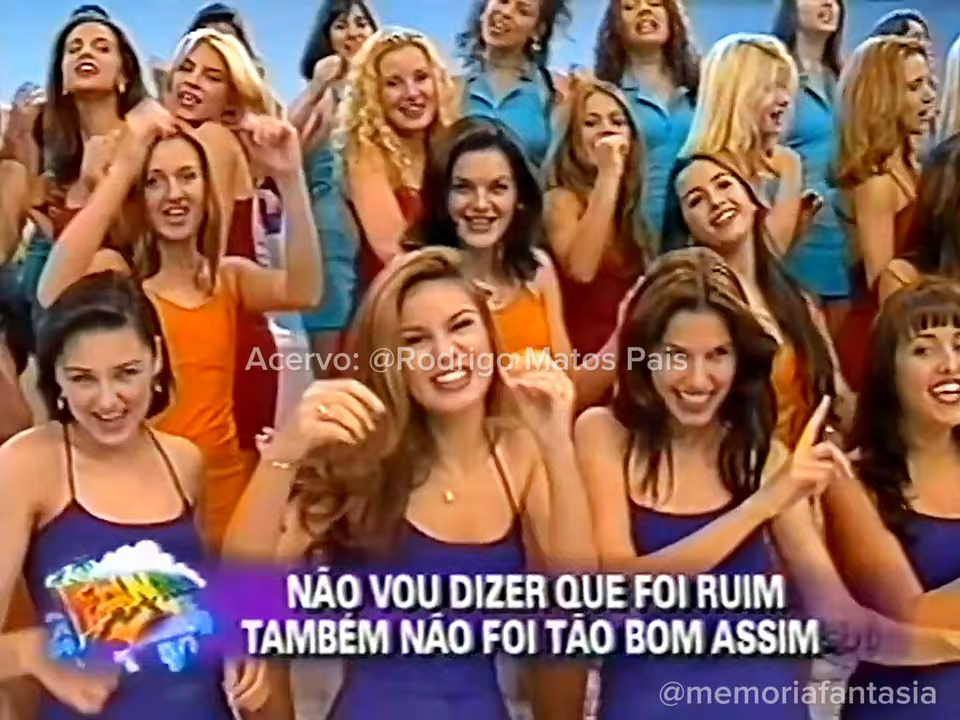 Acervo: @Rodrigo Matos Pais
NÃO VOU DIZER QUE FOI RUIM
TAMBÉM NÃO FOI TÃO BOM ASSIM
@memoriafantasia